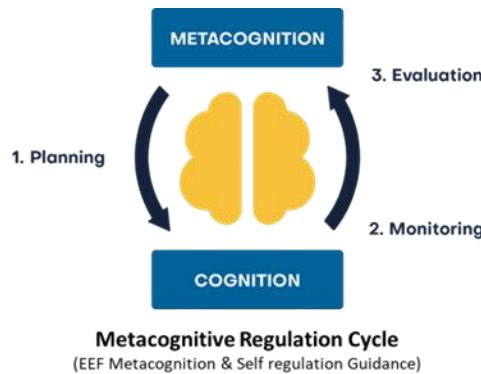 METACOGNITION
3. Evaluation
1. Planning
2. Monitoring
COGNITION
Metacognitive Regulation Cycle
(EEF Metacognition & Self regulation Guidance)